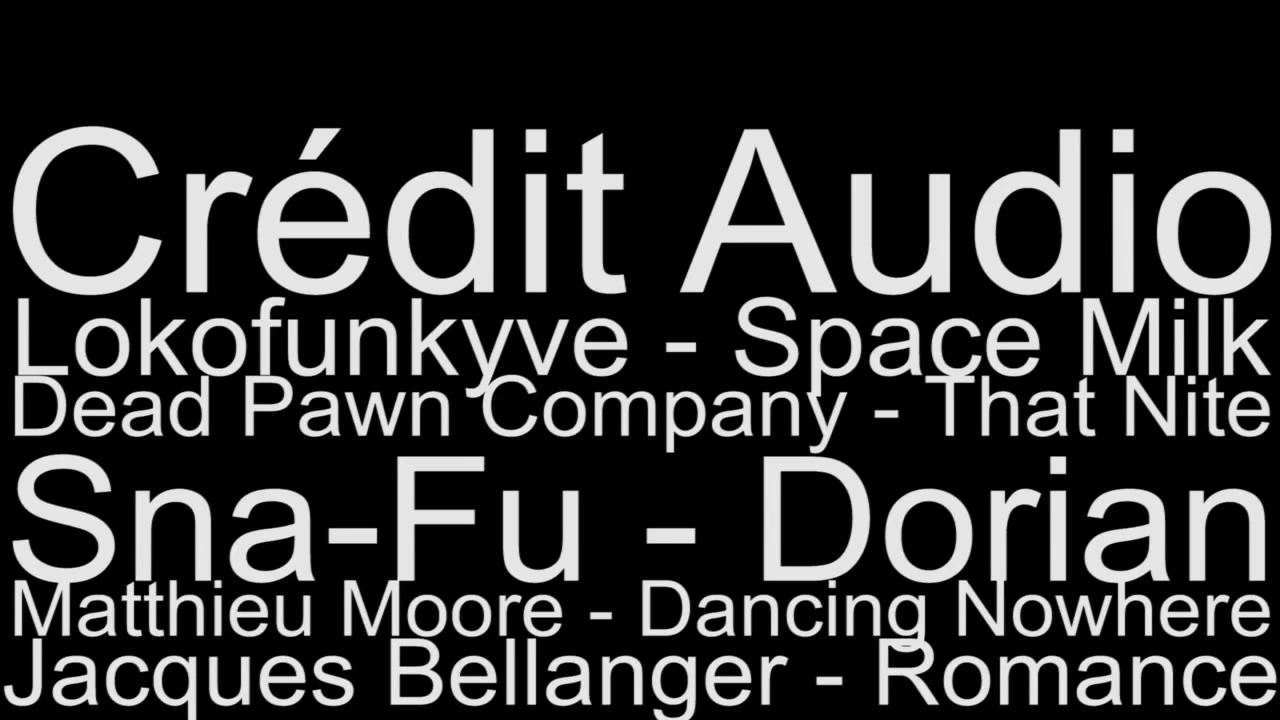 Crédit Audio
Lokofunkyve - Space Milk
Dead Pawn Company - That Nite
Sna-Fu - Dorian
Matthieu Moore - Dancing Nowhere
Jacques Bellanger - Romance